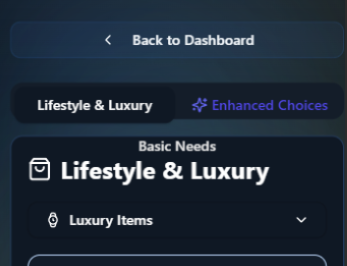 Back to Dashboard
Lifestyle & Luxury
Enhanced Choices
Basic Needs
Lifestyle & Luxury
Luxury Items